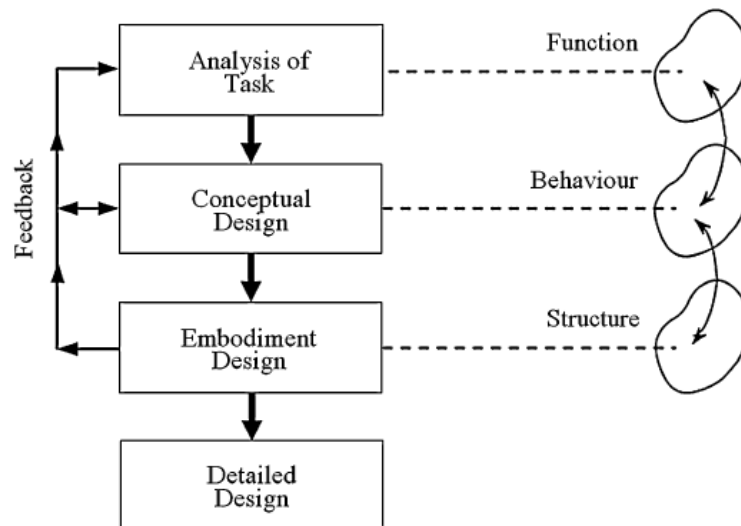 Analysis of
Task
Function
Feedback
Conceptual
Design
Behaviour
Embodiment
Design
Structure
Detailed
Design